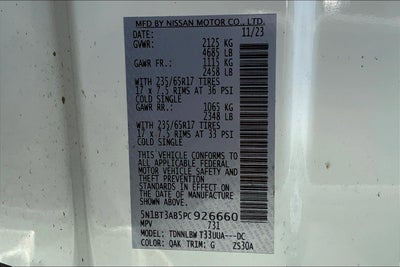 MFD BY NISSAN MOTOR CO., LTD.
DATE: 11/23
GVWR: 2125 KG
4685 LB
GAWR FR.: 1115 KG
2458 LB
WITH 235/65R17 TIRES
17 x 7.5 RIMS AT 36 PSI
COLD SINGLE
GAWR RR.: 1065 KG
2348 LB
WITH 235/65R17 TIRES
17 x 7.5 RIMS AT 33 PSI
COLD SINGLE
THIS VEHICLE CONFORMS TO
ALL APPLICABLE FEDERAL
MOTOR VEHICLE SAFETY AND
THEFT PREVENTION
STANDARDS IN EFFECT ON
THE DATE OF MANUFACTURE
SHOWN ABOVE.
5N1BT3AB5PC926660
MPV 731
MODEL: TDNNLBW T33UUA--DC
COLOR: QAK TRIM: G ZS30A